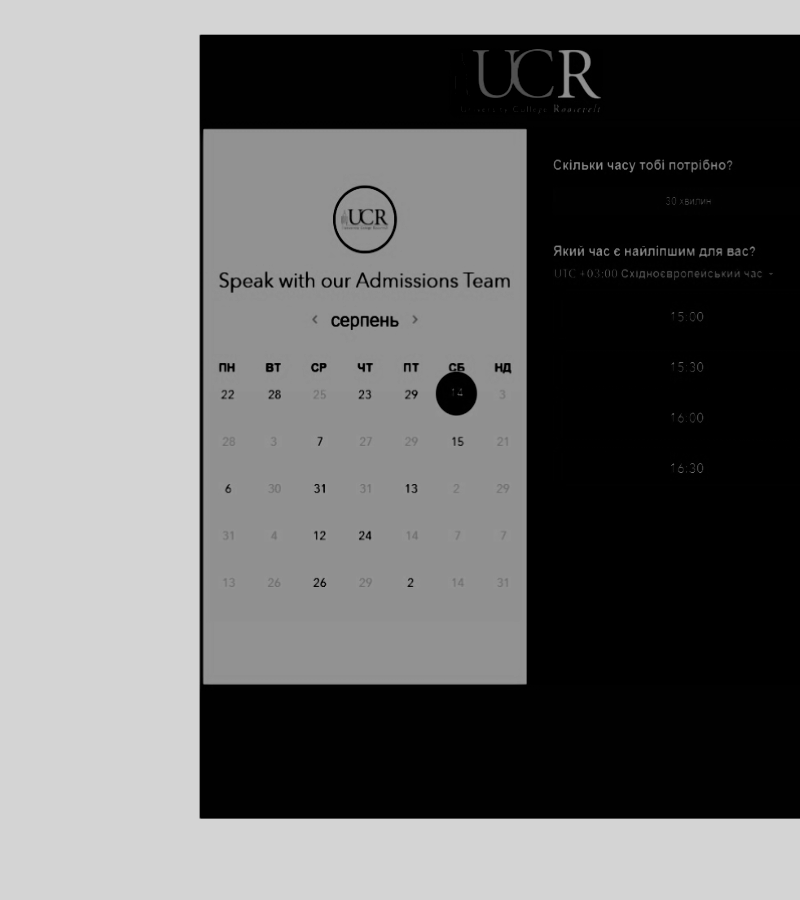 UCR
University College Roosevelt
UCR
Speak with our Admissions Team
< серпень >
ПН ВТ СР ЧТ ПТ СБ НД
22 28 25 23 29 14 3
28 3 7 27 29 15 21
6 30 31 31 13 2 29
31 4 12 24 14 7 7
13 26 26 29 2 14 31
Скільки часу тобі потрібно?
30 хвилин
Який час є найліпшим для вас?
UTC +03:00 Східноєвропейський час
15:00
15:30
16:00
16:30